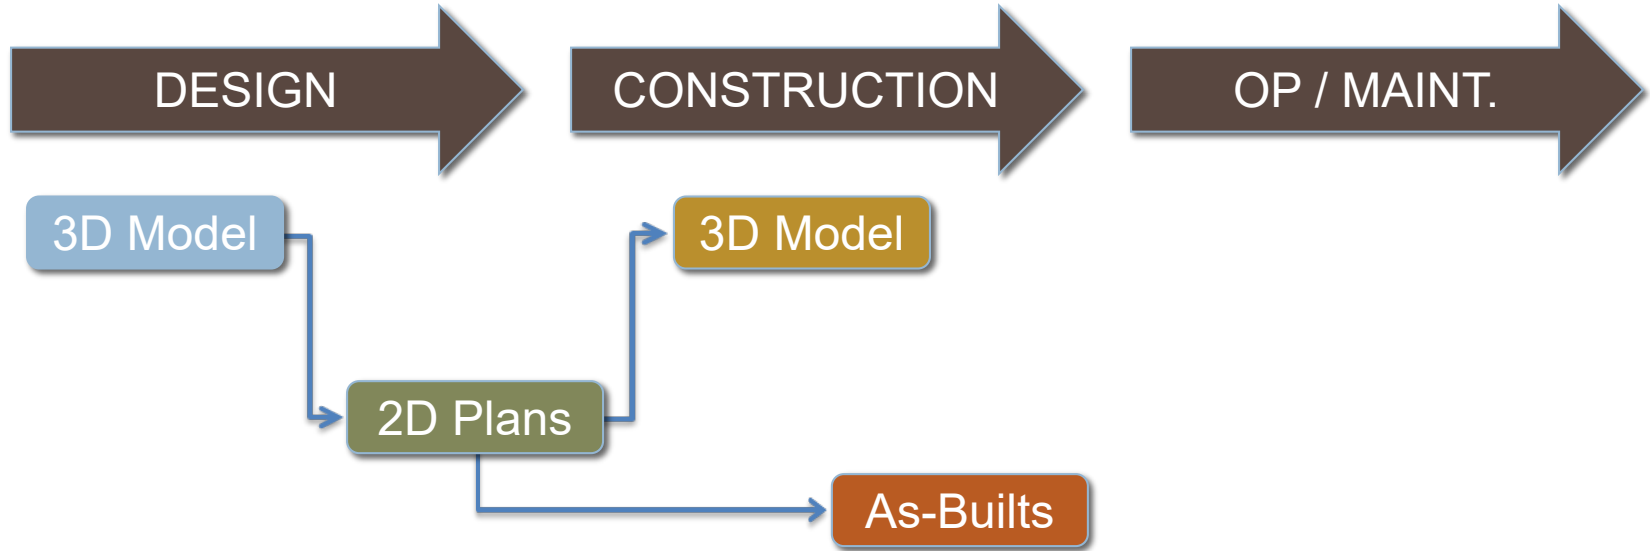 DESIGN
CONSTRUCTION
OP / MAINT.
3D Model
3D Model
2D Plans
As-Builts